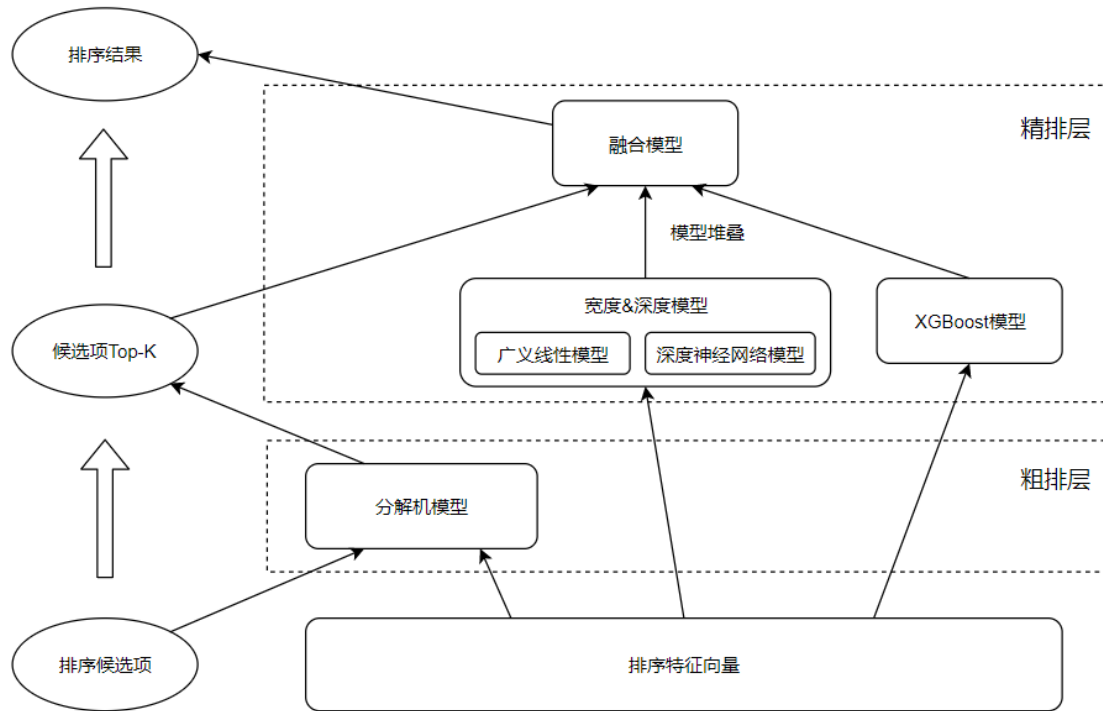 排序结果
精排层
融合模型
模型堆叠
宽度&深度模型
XGBoost模型
候选项Top-K
广义线性模型
深度神经网络模型
粗排层
分解机模型
排序候选项
排序特征向量